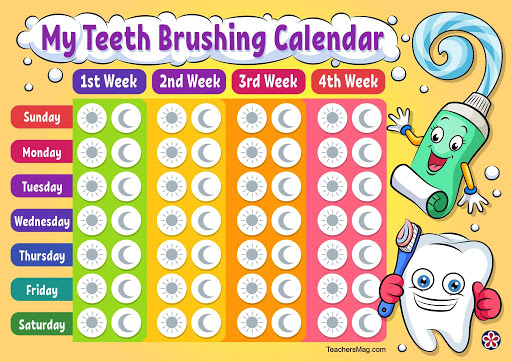 My Teeth Brushing Calendar
1st Week 2nd Week 3rd Week 4th Week
Sunday
Monday
Tuesday
Wednesday
Thursday
Friday
Saturday
TeachersMag.com